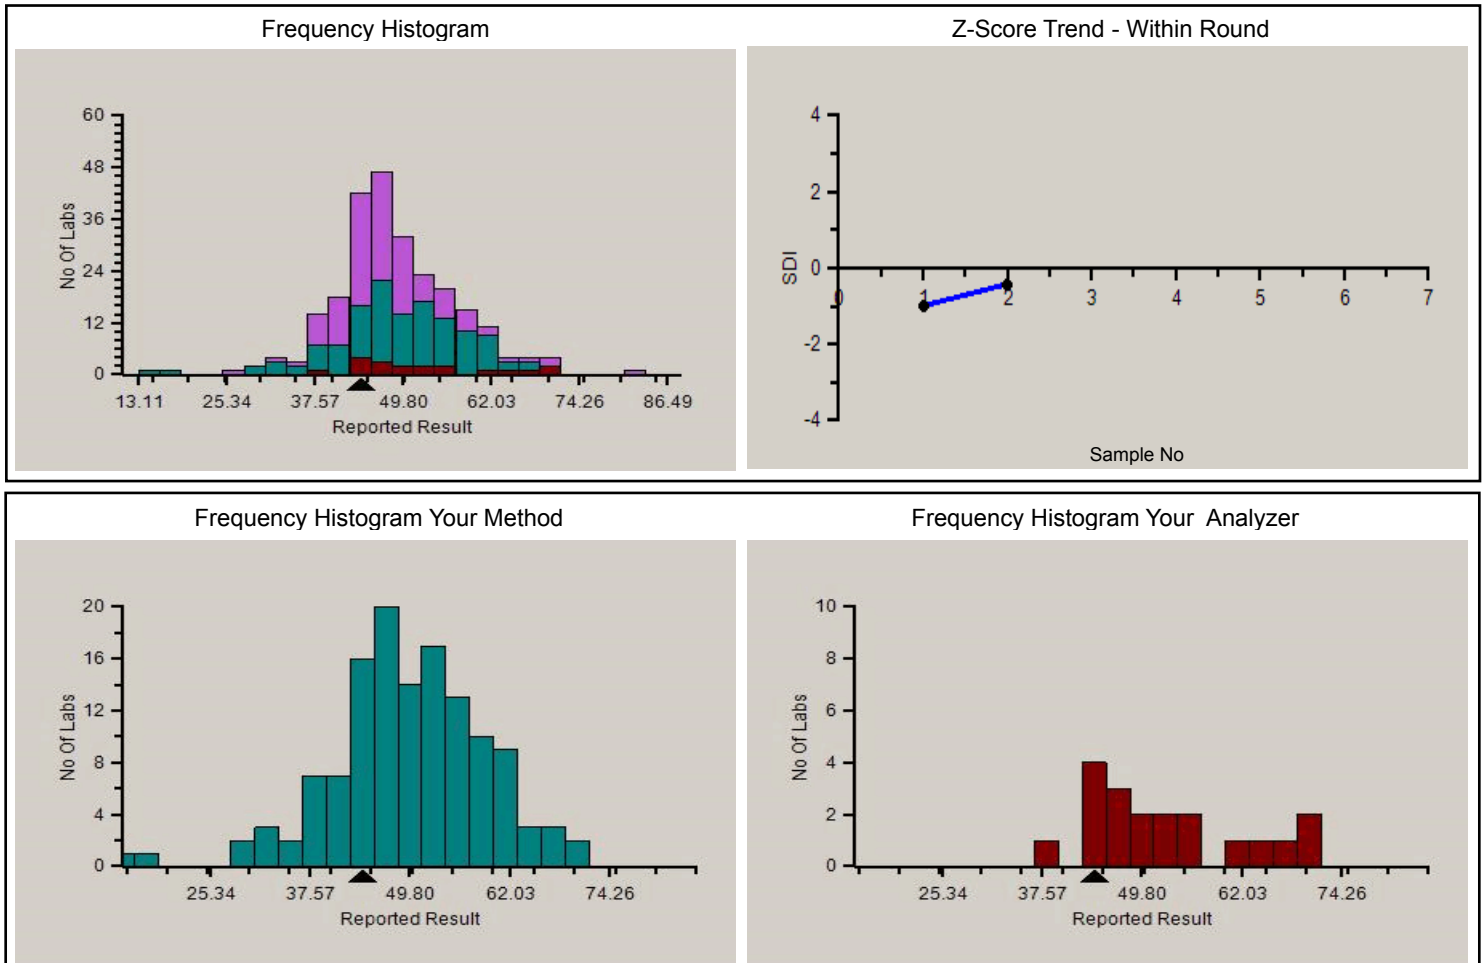 Frequency Histogram
60
48
36
24
12
0
No Of Labs
13.11 25.34 37.57 49.80 62.03 74.26 86.49
Reported Result
Z-Score Trend - Within Round
4
2
0
-2
-4
SDI
0 1 2 3 4 5 6 7
Sample No
Frequency Histogram Your Method
20
16
12
8
4
0
No Of Labs
25.34 37.57 49.80 62.03 74.26
Reported Result
Frequency Histogram Your Analyzer
10
8
6
4
2
0
No Of Labs
25.34 37.57 49.80 62.03 74.26
Reported Result